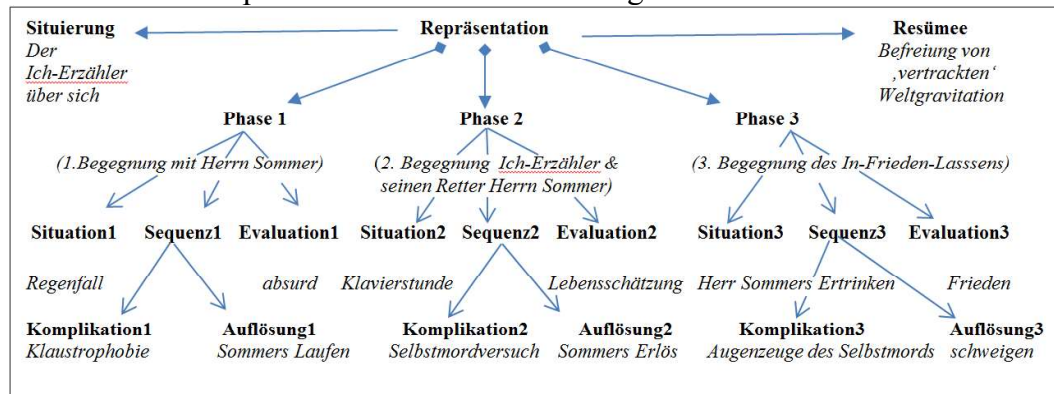 Situierung Repräsentation Resümee
Der Befreiung von
Ich-Erzähler ‚vertrackten‘
über sich Weltgravitation
Phase 1 Phase 2 Phase 3
(1.Begegnung mit Herrn Sommer) (2. Begegnung Ich-Erzähler & (3. Begegnung des In-Frieden-Lasssens)
seinen Retter Herrn Sommer)
Situation1 Sequenz1 Evaluation1 Situation2 Sequenz2 Evaluation2 Situation3 Sequenz3 Evaluation3
Regenfall absurd Klavierstunde Lebensschätzung Herr Sommers Ertrinken Frieden
Komplikation1 Auflösung1 Komplikation2 Auflösung2 Komplikation3 Auflösung3
Klaustrophobie Sommers Laufen Selbstmordversuch Sommers Erlös Augenzeuge des Selbstmords schweigen